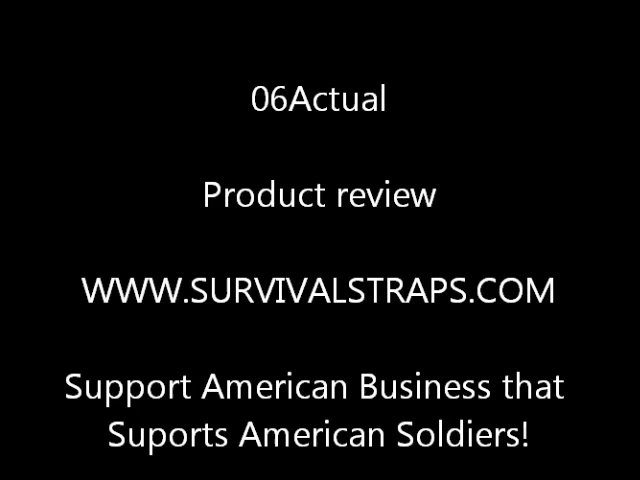 06Actual
Product review
WWW.SURVIVALSTRAPS.COM
Support American Business that
Suports American Soldiers!